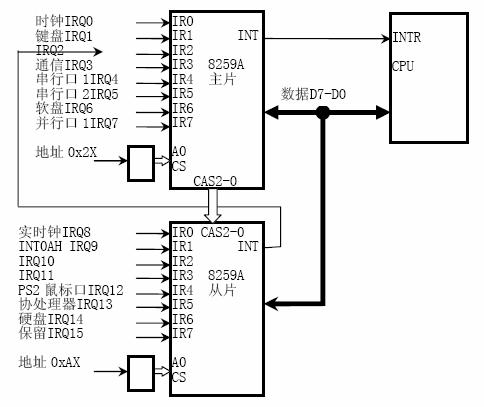 时钟IRQ0 IR0
键盘IRQ1 IR1 INT INTR
IRQ2 IR2
通信IRQ3 IR3 8259A CPU
串行口 1IRQ4 IR4 主片
串行口 2IRQ5 IR5 数据D7-D0
软盘IRQ6 IR6
并行口 1IRQ7 IR7
地址 0x2X A0
CS
CAS2-0
实时钟IRQ8 IR0 CAS2-0
INT0AH IRQ9 IR1 INT
IRQ10 IR2
IRQ11 IR3 8259A
PS2 鼠标口IRQ12 IR4 从片
协处理器IRQ13 IR5
硬盘IRQ14 IR6
保留IRQ15 IR7
地址 0xAX A0
CS